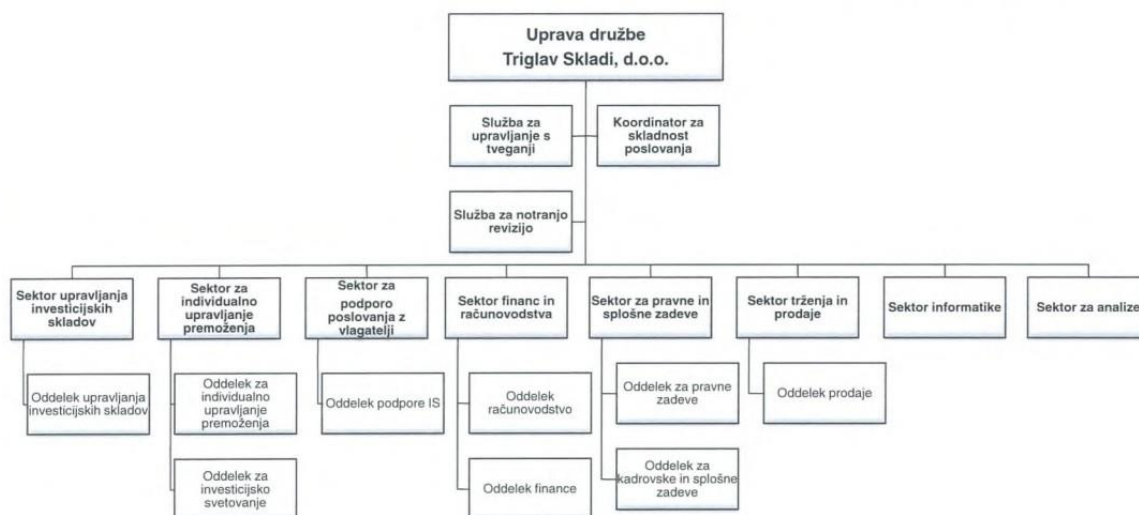 Uprava družbe
Triglav Skladi, d.o.o.
Služba za
upravljanje s
tveganji
Koordinator za
skladnost
poslovanja
Služba za notranjo
revizijo
Sektor upravljanja
investicijskih
skladov
Sektor za
individualno
upravljanje
premoženja
Sektor za
podporo
poslovanja z
vlagatelji
Sektor financ in
računovodstva
Sektor za pravne in
splošne zadeve
Sektor trženja in
prodaje
Sektor informatike
Sektor za analize
Oddelek upravljanja
investicijskih skladov
Oddelek za
individualno
upravljanje
premoženja
Oddelek podpore IS
Oddelek
računovodstvo
Oddelek za pravne
zadeve
Oddelek prodaje
Oddelek za
investicijsko
svetovanje
Oddelek finance
Oddelek za
kadrovske in splošne
zadeve